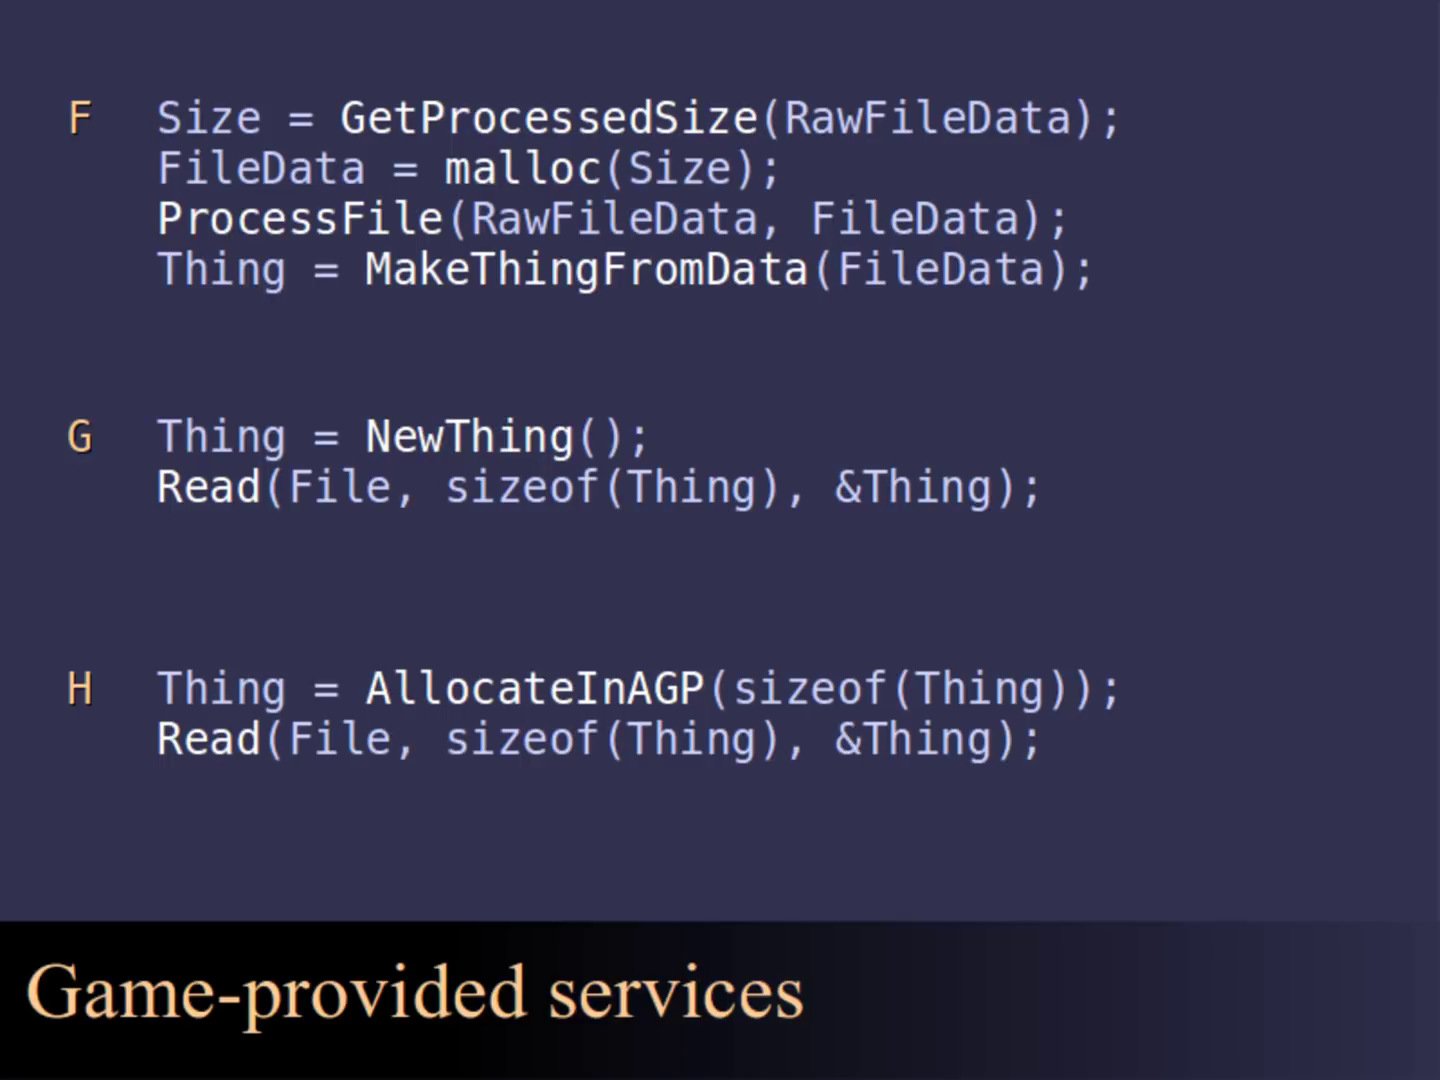 F Size = GetProcessedSize(RawFileData);
FileData = malloc(Size);
ProcessFile(RawFileData, FileData);
Thing = MakeThingFromData(FileData);
G Thing = NewThing();
Read(File, sizeof(Thing), &Thing);
H Thing = AllocateInAGP(sizeof(Thing));
Read(File, sizeof(Thing), &Thing);
Game-provided services